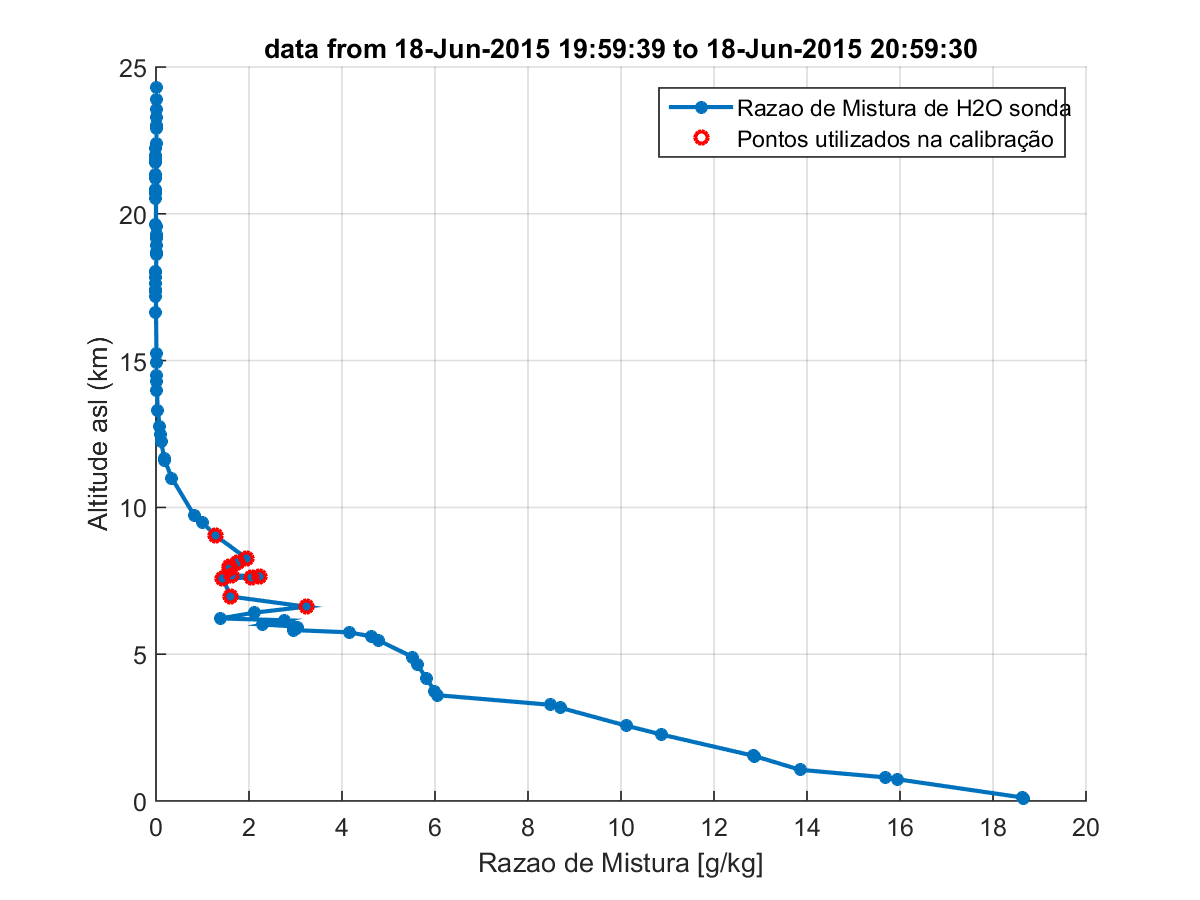 data from 18-Jun-2015 19:59:39 to 18-Jun-2015 20:59:30
Razao de Mistura de H2O sonda
Pontos utilizados na calibração
25
20
15
10
5
0
Altitude asl (km)
0 2 4 6 8 10 12 14 16 18 20
Razao de Mistura [g/kg]